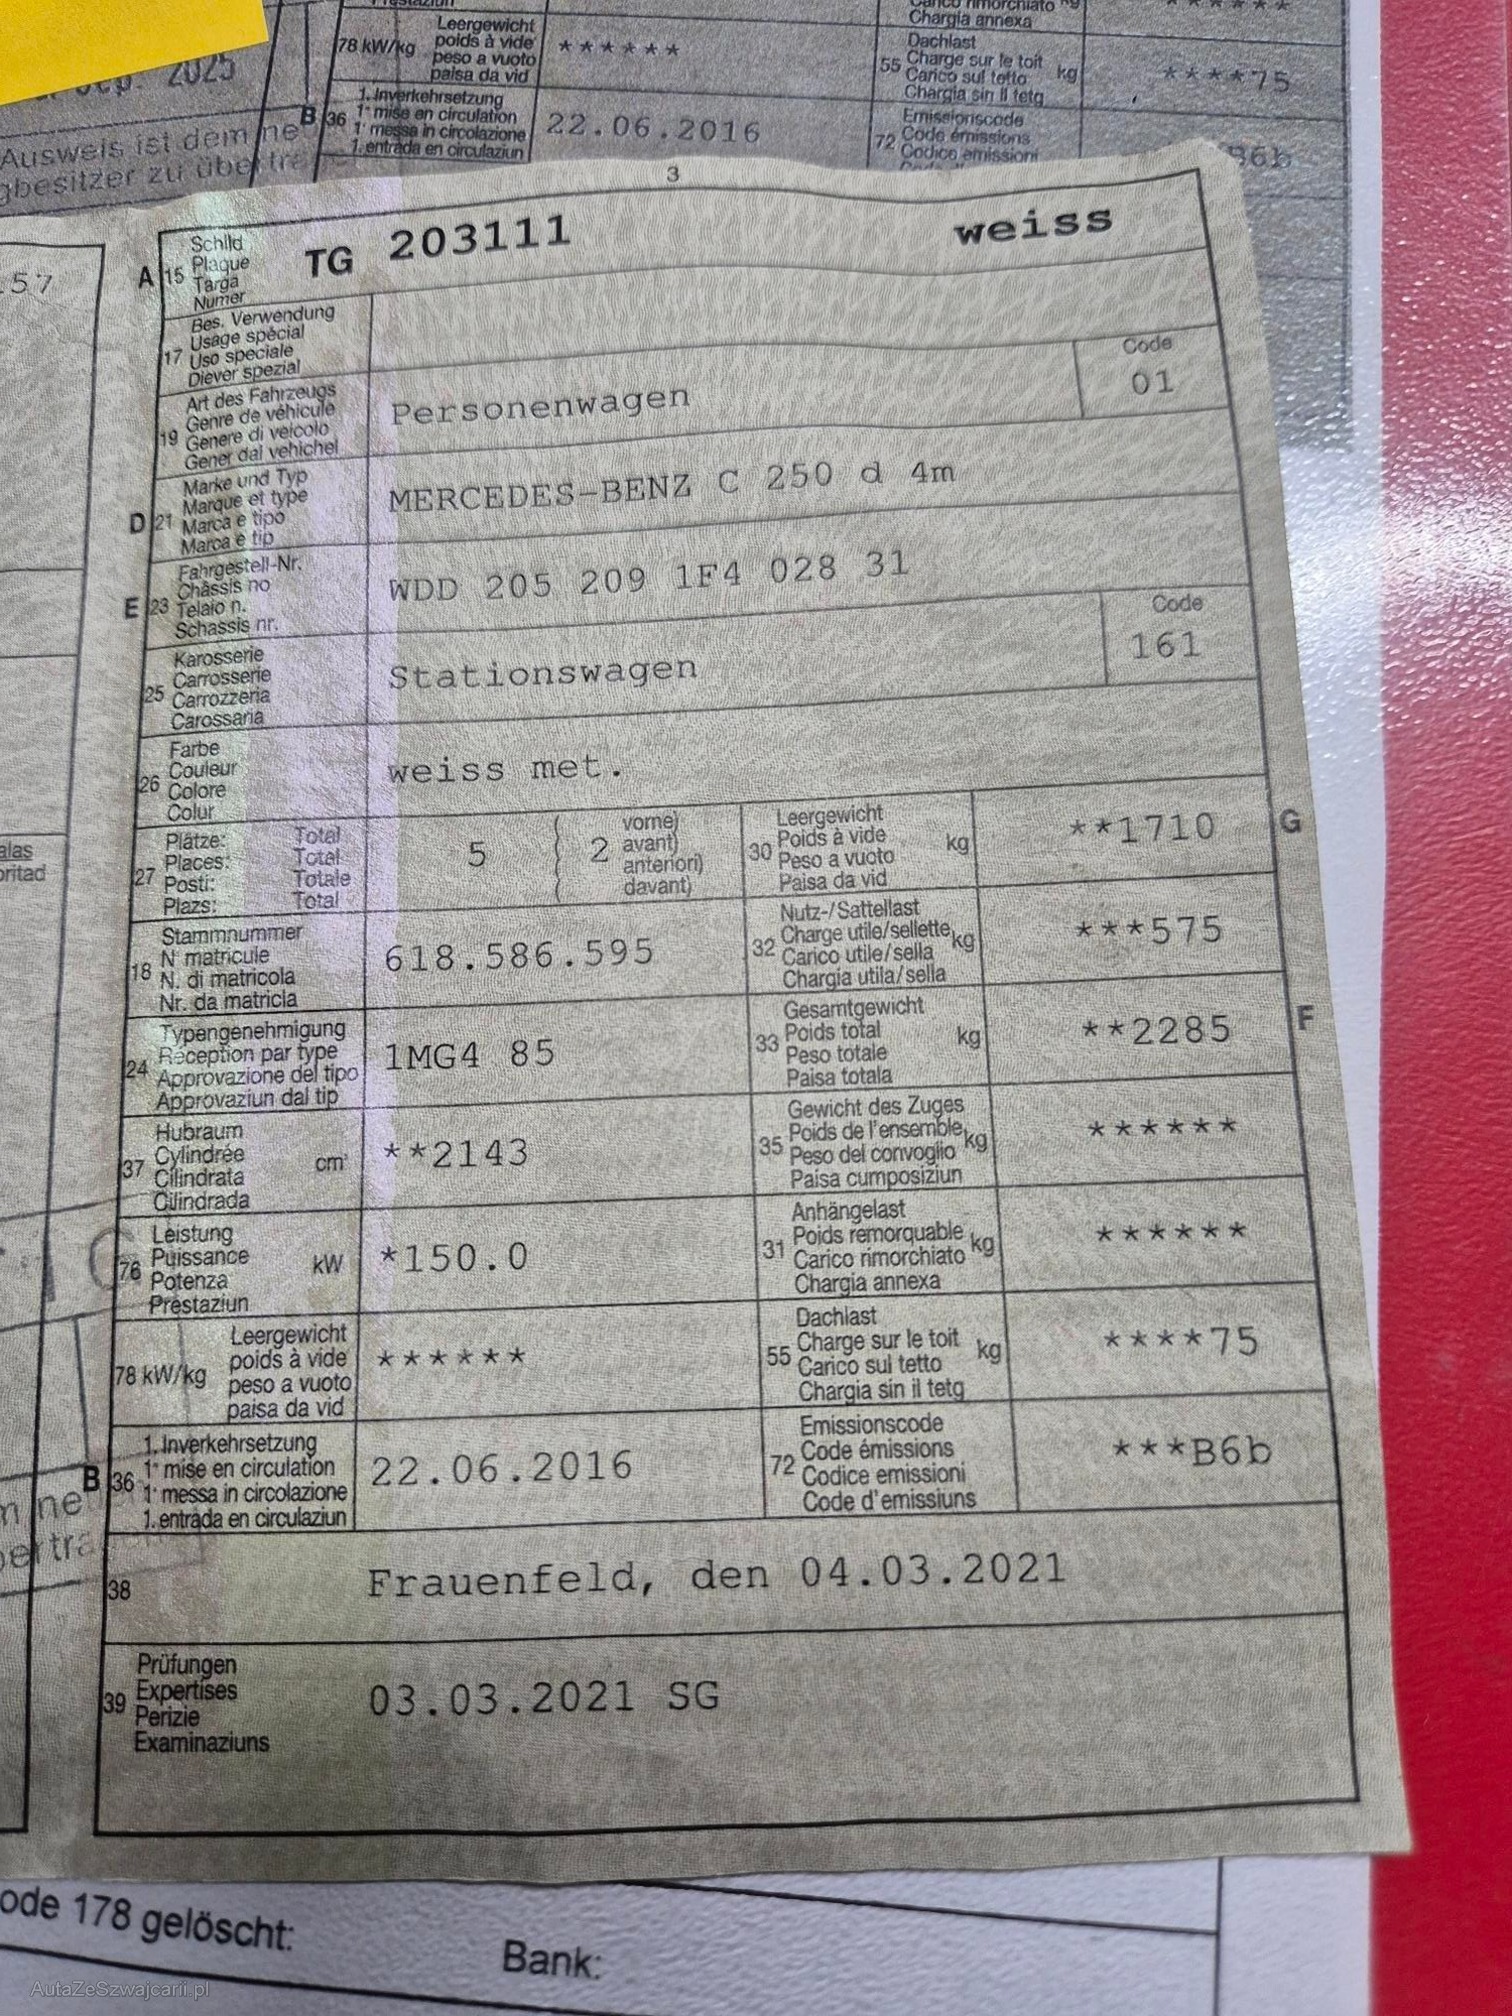 Leergewicht
78 kW/kg poids à vide ******
peso a vuoto
paisa da vid
Chargia annexa
Dachlast
55 Charge sur le toit kg ****75
Carico sul tetto
Chargia sin il tetg
1. Inverkehrsetzung
B 36 1e mise en circulation 22.06.2016
1a messa in circolazione
1. entrada en circulaziun
Emissionscode
72 Code émissions B6b
Codice emissioni
2025
Ausweis ist dem ne
gbesitzer zu übertra
3
A 15 Schild TG 203111 weiss
Plaque
Targa
Numer
17 Bes. Verwendung
Usage spécial
Uso speciale
Diever spezial
19 Art des Fahrzeugs Personenwagen Code 01
Genre de véhicule
Genere di veicolo
Gener dal vehichel
D 21 Marke und Typ MERCEDES-BENZ C 250 d 4m
Marque et type
Marca e tipo
Marca e tip
E 23 Fahrgestell-Nr. WDD 205 209 1F4 028 31
Châssis no
Telaio n.
Schassis nr.
25 Karosserie Stationswagen Code 161
Carrosserie
Carrozzeria
Carossaria
26 Farbe weiss met.
Couleur
Colore
Colur
27 Plätze: Total 5 ( 2 vorne)
Places: Total avant)
Posti: Totale anteriori)
Plazs: Total davant)
30 Leergewicht kg **1710 G
Poids à vide
Peso a vuoto
Paisa da vid
18 Stammnummer 618.586.595
N° matricule
N. di matricola
Nr. da matricla
32 Nutz-/Sattellast kg ***575
Charge utile/sellette
Carico utile/sella
Chargia utila/sella
24 Typengenehmigung 1MG4 85
Réception par type
Approvazione del tipo
Approvaziun dal tip
33 Gesamtgewicht kg **2285 F
Poids total
Peso totale
Paisa totala
37 Hubraum cm³ **2143
Cylindrée
Cilindrata
Cilindrada
35 Gewicht des Zuges kg ******
Poids de l'ensemble
Peso del convoglio
Paisa cumposiziun
76 Leistung kW *150.0
Puissance
Potenza
Prestaziun
31 Anhängelast kg ******
Poids remorquable
Carico rimorchiato
Chargia annexa
78 kW/kg Leergewicht ******
poids à vide
peso a vuoto
paisa da vid
55 Dachlast kg ****75
Charge sur le toit
Carico sul tetto
Chargia sin il tetg
B 36 1. Inverkehrsetzung 22.06.2016
1e mise en circulation
1a messa in circolazione
1. entrada en circulaziun
72 Emissionscode ***B6b
Code émissions
Codice emissioni
Code d'emissiuns
38 Frauenfeld, den 04.03.2021
39 Prüfungen 03.03.2021 SG
Expertises
Perizie
Examinaziuns
ode 178 gelöscht:
Bank:
AutaZeSzwajcarii.pl